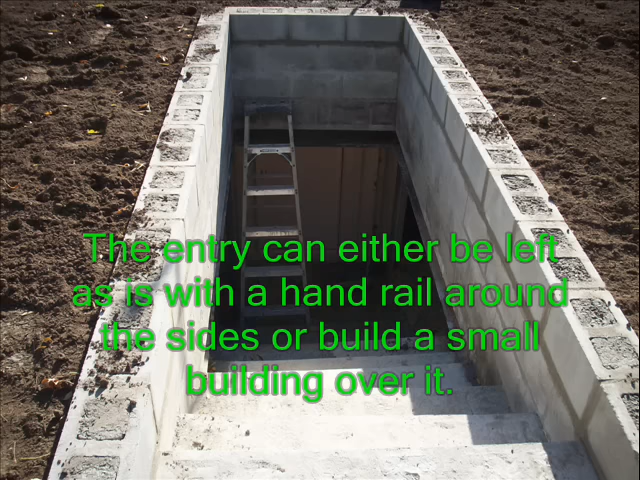 The entry can either be left
as is with a hand rail around
the sides or build a small
building over it.